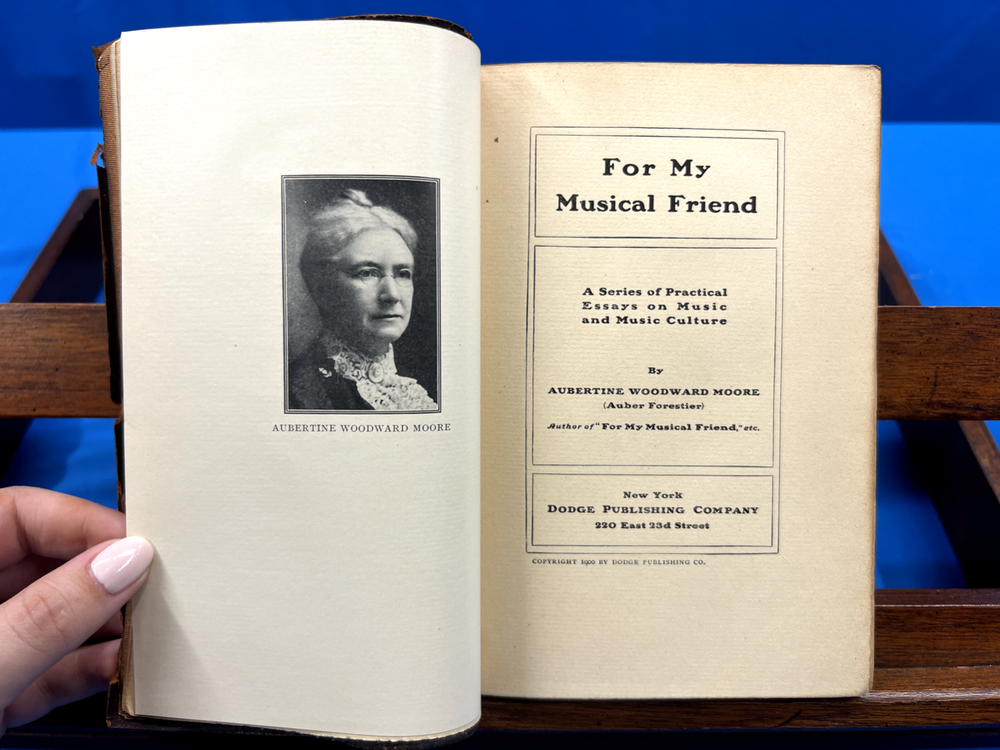 AUBERTINE WOODWARD MOORE
For My
Musical Friend
A Series of Practical
Essays on Music
and Music Culture
By
AUBERTINE WOODWARD MOORE
(Auber Forestier)
Author of "For My Musical Friend," etc.
New York
DODGE PUBLISHING COMPANY
220 East 23d Street
COPYRIGHT 1900 BY DODGE PUBLISHING CO.